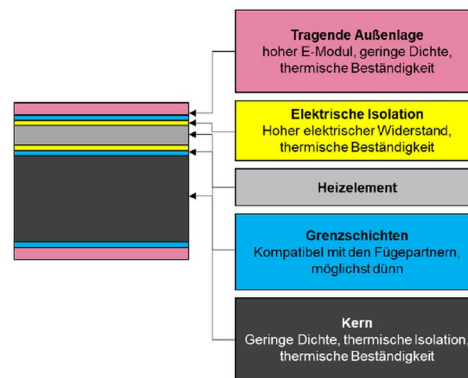 Tragende Außenlage
hoher E-Modul, geringe Dichte,
thermische Beständigkeit
Elektrische Isolation
Hoher elektrischer Widerstand,
thermische Beständigkeit
Heizelement
Grenzschichten
Kompatibel mit den Fügepartnern,
möglichst dünn
Kern
Geringe Dichte, thermische Isolation,
thermische Beständigkeit